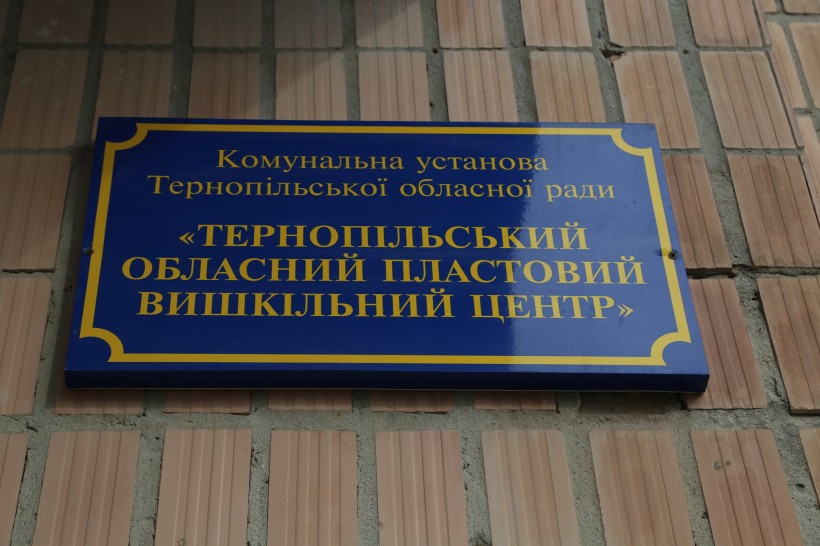 Комунальна установа
Тернопільської обласної ради
«ТЕРНОПІЛЬСЬКИЙ
ОБЛАСНИЙ ПЛАСТОВИЙ
ВИШКІЛЬНИЙ ЦЕНТР»